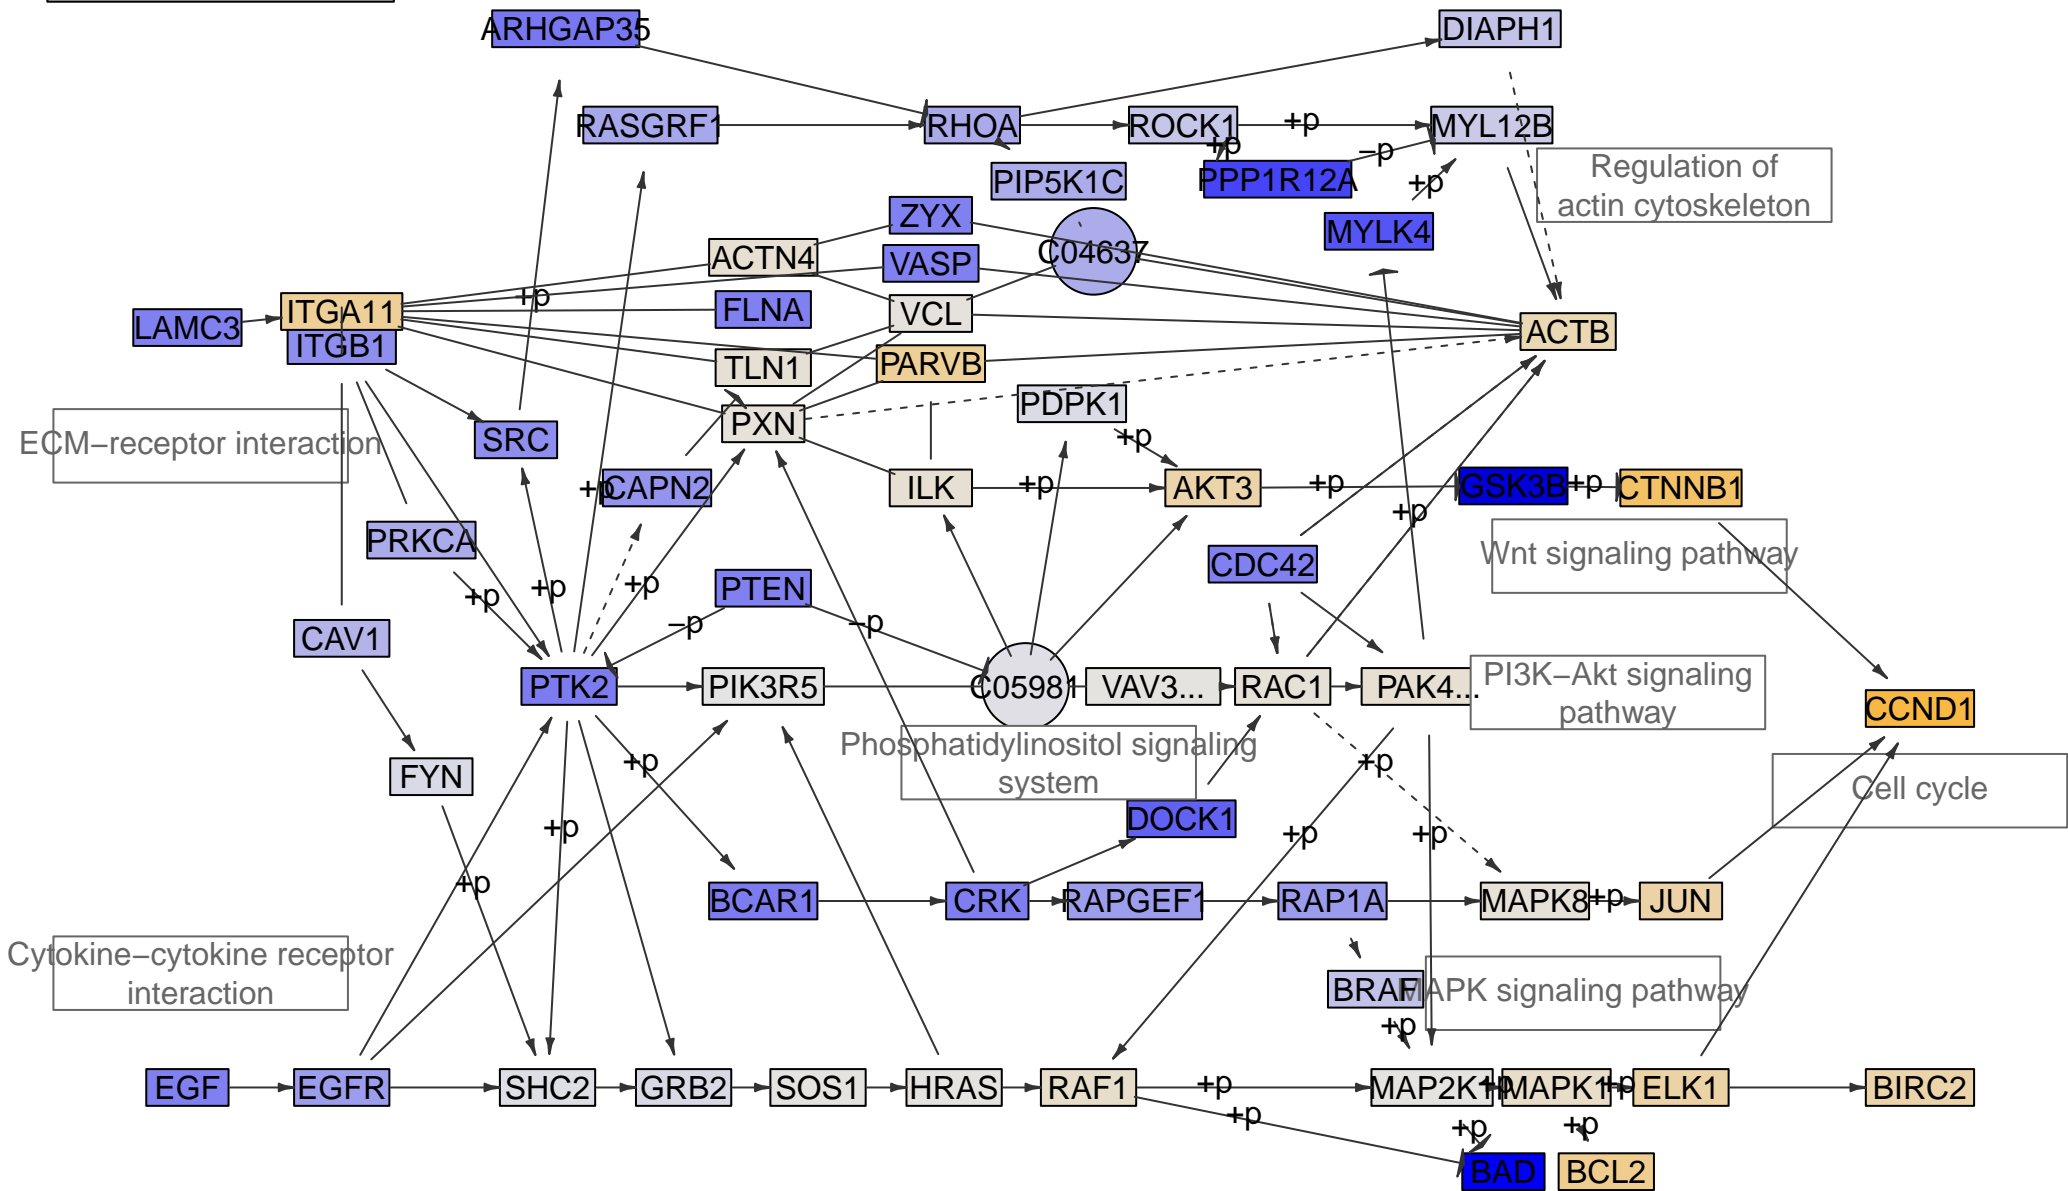 ARHGAP35
DIAPH1
RASGRF1
RHOA
ROCK1
+p
MYL12B
+p
−p
PIP5K1C
PPP1R12A
+p
Regulation of
actin cytoskeleton
ZYX
MYLK4
ACTN4
VASP
C04637
+p
ITGA11
FLNA
VCL
LAMC3
ITGB1
ACTB
TLN1
PARVB
PDPK1
PXN
ECM−receptor interaction
SRC
+p
+p
CAPN2
ILK
+p
AKT3
+p
GSK3B
+p
CTNNB1
+p
PRKCA
Wnt signaling pathway
CDC42
+p
+p
+p
PTEN
−p
−p
CAV1
PTK2
PIK3R5
C05981
VAV3...
RAC1
PAK4...
PI3K−Akt signaling
pathway
CCND1
Phosphatidylinositol signaling
system
FYN
+p
+p
Cell cycle
+p
DOCK1
+p
+p
+p
BCAR1
CRK
RAPGEF1
RAP1A
MAPK8
+p
JUN
Cytokine−cytokine receptor
interaction
BRAF
MAPK signaling pathway
+p
EGF
EGFR
SHC2
GRB2
SOS1
HRAS
RAF1
+p
MAP2K1
+p
MAPK1
+p
ELK1
BIRC2
+p
+p
+p
BAD
BCL2